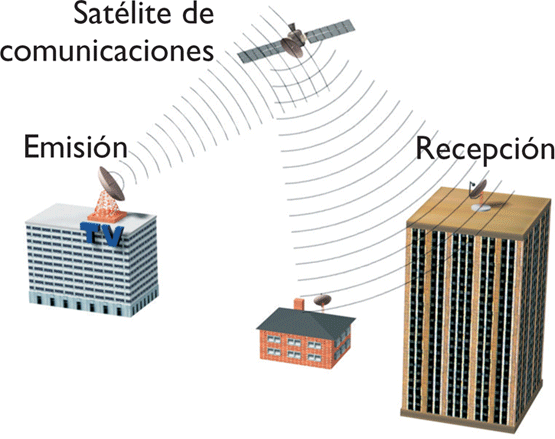 Satélite de
comunicaciones
Emisión
Recepción
TV